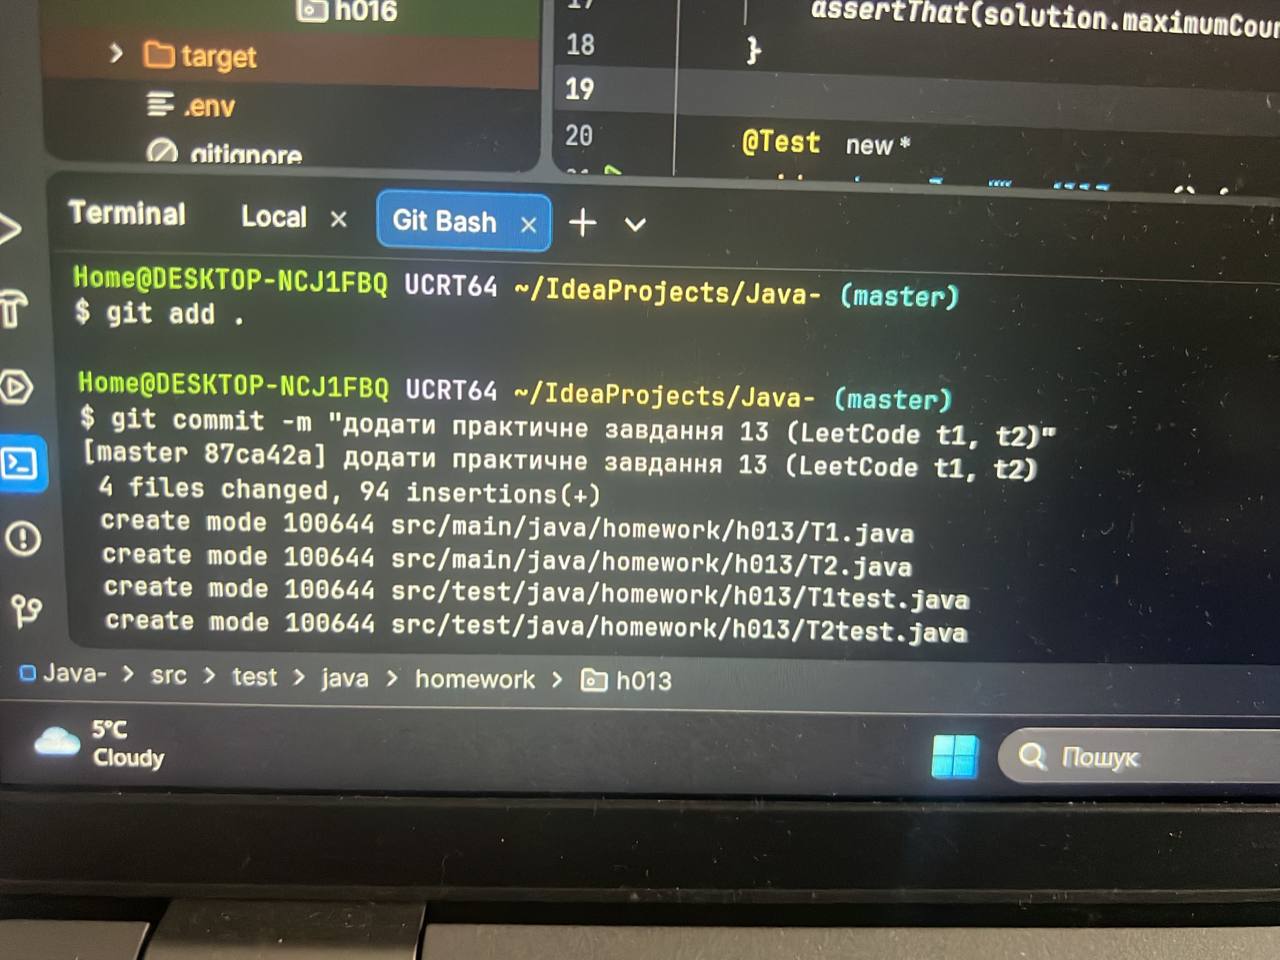 h016
target
.env
.gitignore
17
assertThat(solution.maximumCoun
18 }
19
20 @Test new *
Terminal Local × Git Bash × +
Home@DESKTOP-NCJ1FBQ UCRT64 ~/IdeaProjects/Java- (master)
$ git add .
Home@DESKTOP-NCJ1FBQ UCRT64 ~/IdeaProjects/Java- (master)
$ git commit -m "додати практичне завдання 13 (LeetCode t1, t2)"
[master 87ca42a] додати практичне завдання 13 (LeetCode t1, t2)
4 files changed, 94 insertions(+)
create mode 100644 src/main/java/homework/h013/T1.java
create mode 100644 src/main/java/homework/h013/T2.java
create mode 100644 src/test/java/homework/h013/T1test.java
create mode 100644 src/test/java/homework/h013/T2test.java
Java- > src > test > java > homework > h013
5°C
Cloudy
Пошук